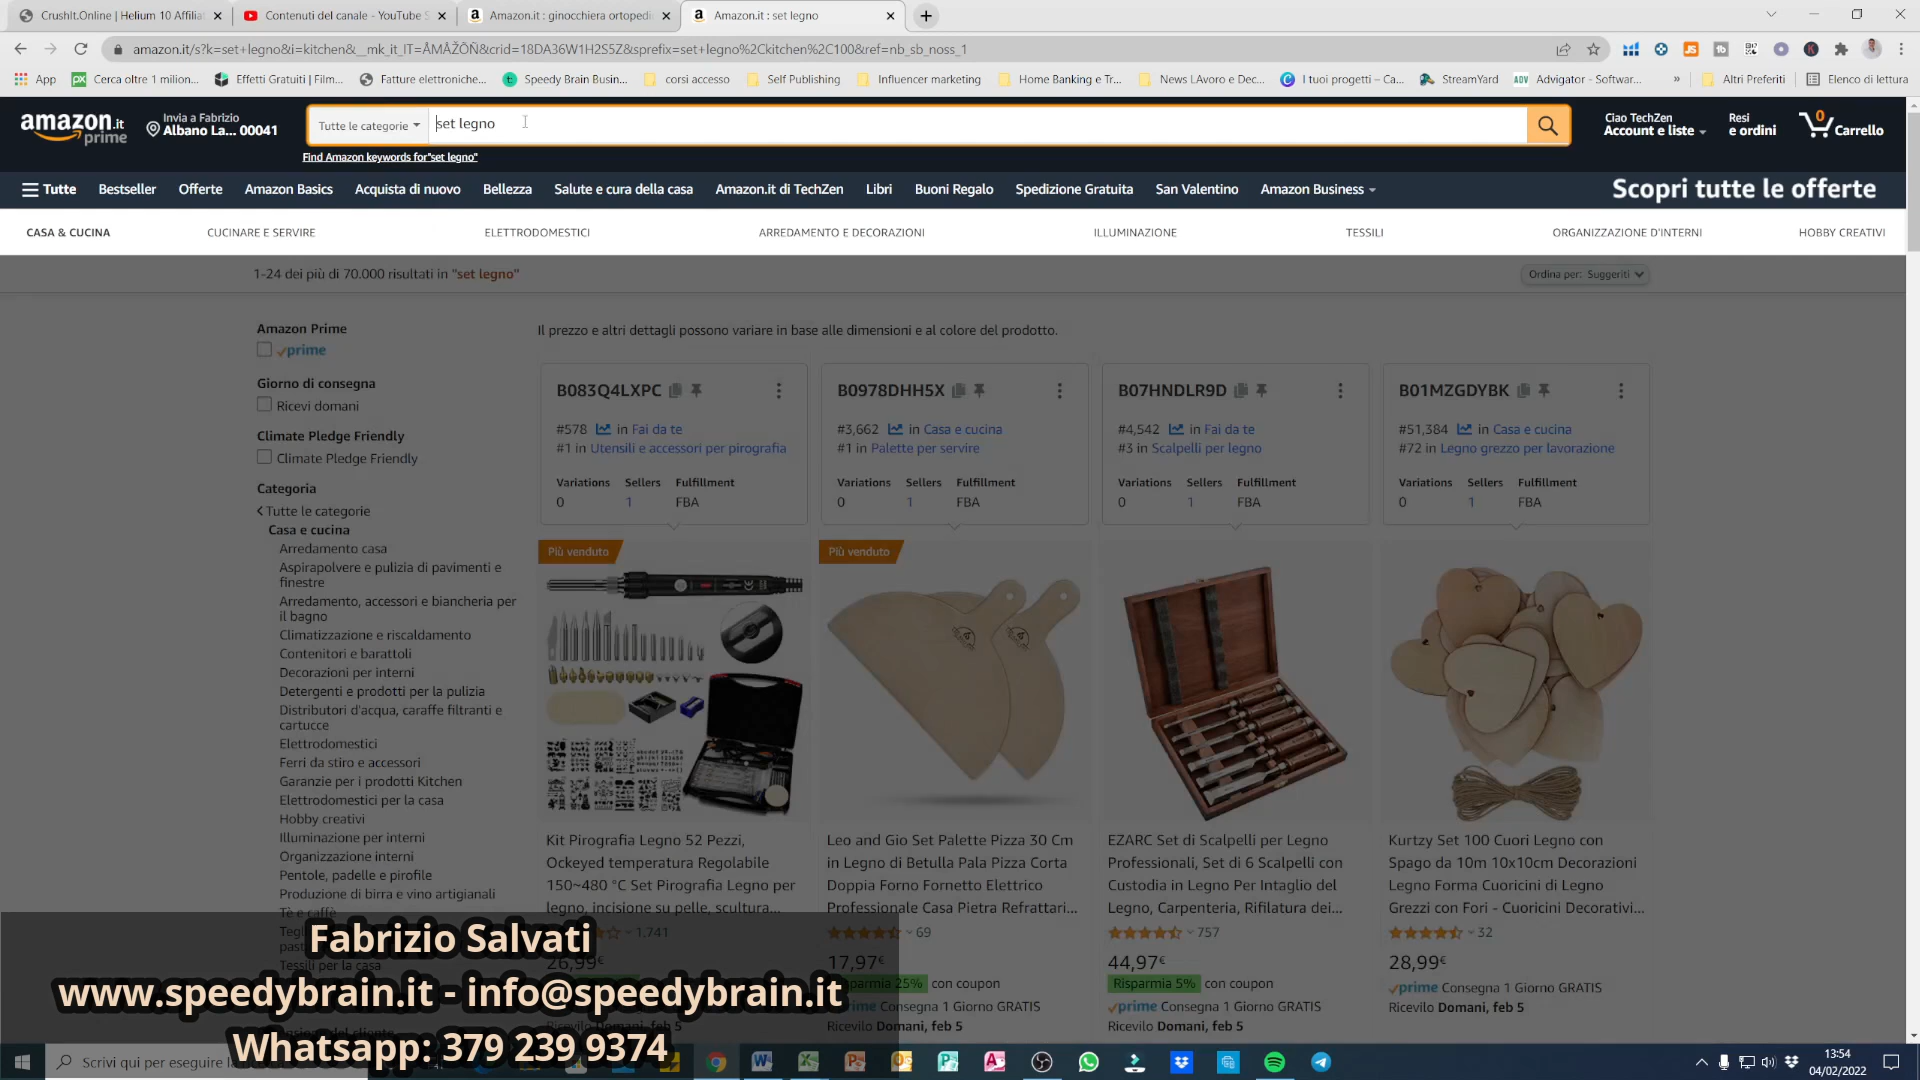 CrushIt.Online | Helium 10 Affilia
Contenuti del canale - YouTube S
Amazon.it : ginocchiera ortopedi
Amazon.it : set legno
amazon.it/s?k=set+legno&i=kitchen&__mk_it_IT=ÅMÅŽÕÑ&crid=18DA36W1H2S5Z&sprefix=set+legno%2Ckitchen%2C100&ref=nb_sb_noss_1
App
Cerca oltre 1 milion...
Effetti Gratuiti | Film...
Fatture elettroniche...
Speedy Brain Busin...
corsi accesso
Self Publishing
Influencer marketing
Home Banking e Tr...
News LAvoro e Dec...
I tuoi progetti – Ca...
StreamYard
Advigator - Softwar...
»
Altri Preferiti
Elenco di lettura
amazon.it
prime
Invia a Fabrizio
Albano La... 00041
Tutte le categorie
set legno
Ciao TechZen
Account e liste
Resi
e ordini
0
Carrello
Find Amazon keywords for"set legno"
Tutte
Bestseller
Offerte
Amazon Basics
Acquista di nuovo
Bellezza
Salute e cura della casa
Amazon.it di TechZen
Libri
Buoni Regalo
Spedizione Gratuita
San Valentino
Amazon Business
Scopri tutte le offerte
CASA & CUCINA
CUCINARE E SERVIRE
ELETTRODOMESTICI
ARREDAMENTO E DECORAZIONI
ILLUMINAZIONE
TESSILI
ORGANIZZAZIONE D'INTERNI
HOBBY CREATIVI
1-24 dei più di 70.000 risultati in "set legno"
Ordina per: Suggeriti
Amazon Prime
prime
Giorno di consegna
Ricevi domani
Climate Pledge Friendly
Climate Pledge Friendly
Categoria
Tutte le categorie
Casa e cucina
Arredamento casa
Aspirapolvere e pulizia di pavimenti e
finestre
Arredamento, accessori e biancheria per
il bagno
Climatizzazione e riscaldamento
Contenitori e barattoli
Decorazioni per interni
Detergenti e prodotti per la pulizia
Distributori d'acqua, caraffe filtranti e
cartucce
Elettrodomestici
Ferri da stiro e accessori
Garanzie per i prodotti Kitchen
Elettrodomestici per la casa
Hobby creativi
Illuminazione per interni
Organizzazione interni
Pentole, padelle e pirofile
Produzione di birra e vino artigianali
Tè e caffè
Tessili per la casa
Il prezzo e altri dettagli possono variare in base alle dimensioni e al colore del prodotto.
B083Q4LXPC
#578 in Fai da te
#1 in Utensili e accessori per pirografia
Variations Sellers Fulfillment
0 1 FBA
B0978DHH5X
#3,662 in Casa e cucina
#1 in Palette per servire
Variations Sellers Fulfillment
0 1 FBA
B07HNDLR9D
#4,542 in Fai da te
#3 in Scalpelli per legno
Variations Sellers Fulfillment
0 1 FBA
B01MZGDYBK
#51,384 in Casa e cucina
#72 in Legno grezzo per lavorazione
Variations Sellers Fulfillment
0 1 FBA
Più venduto
Kit Pirografia Legno 52 Pezzi,
Ockeyed temperatura Regolabile
150~480 °C Set Pirografia Legno per
legno, incisione su pelle, scultura...
1,741
26,99€
Ricevilo Domani, feb 5
Più venduto
Leo and Gio Set Palette Pizza 30 Cm
in Legno di Betulla Pala Pizza Corta
Doppia Forno Fornetto Elettrico
Professionale Casa Pietra Refrattari...
69
17,97€
Risparmia 25% con coupon
prime Consegna 1 Giorno GRATIS
Ricevilo Domani, feb 5
EZARC Set di Scalpelli per Legno
Professionali, Set di 6 Scalpelli con
Custodia in Legno Per Intaglio del
Legno, Carpenteria, Rifilatura dei...
757
44,97€
Risparmia 5% con coupon
prime Consegna 1 Giorno GRATIS
Ricevilo Domani, feb 5
Kurtzy Set 100 Cuori Legno con
Spago da 10m 10x10cm Decorazioni
Legno Forma Cuoricini di Legno
Grezzi con Fori - Cuoricini Decorativi...
32
28,99€
prime Consegna 1 Giorno GRATIS
Ricevilo Domani, feb 5
Fabrizio Salvati
www.speedybrain.it - info@speedybrain.it
Whatsapp: 379 239 9374
Scrivi qui per eseguire la
13:54
04/02/2022